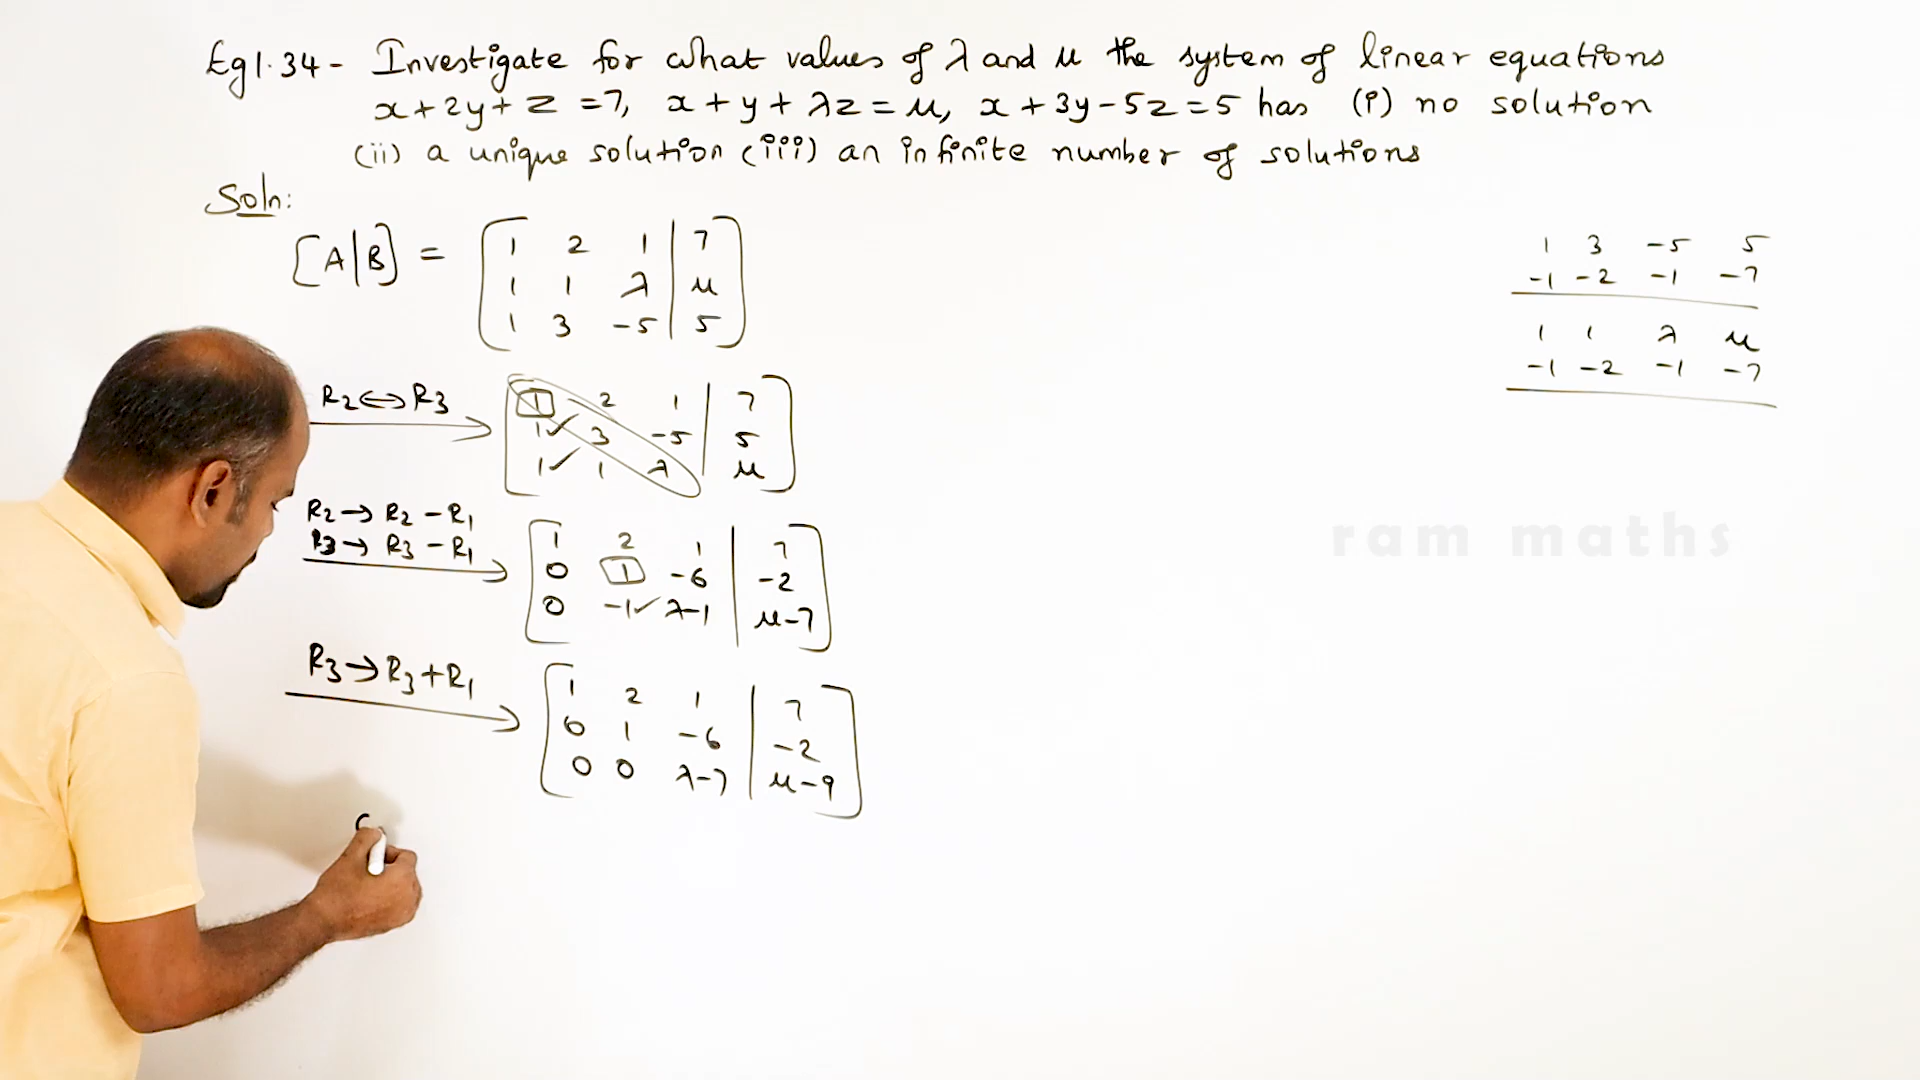 Eg 1.34 - Investigate for what values of λ and μ the system of linear equations
x + 2y + z = 7, x + y + λz = μ, x + 3y - 5z = 5 has (i) no solution
(ii) a unique solution (iii) an infinite number of solutions
Soln:
[A|B] = [ 1 2 1 | 7
1 1 λ | μ
1 3 -5 | 5 ]
R2 ↔ R3 → [ 1 2 1 | 7
1 ✓ 3 -5 | 5
1 ✓ 1 λ | μ ]
R2 → R2 - R1
R3 → R3 - R1
[ 1 2 1 | 7
0 1 -6 | -2
0 -1 ✓ λ-1 | μ-7 ]
R3 → R3 + R1
[ 1 2 1 | 7
0 1 -6 | -2
0 0 λ-7 | μ-9 ]
1 3 -5 5
-1 -2 -1 -7
1 1 λ μ
-1 -2 -1 -7
ram maths